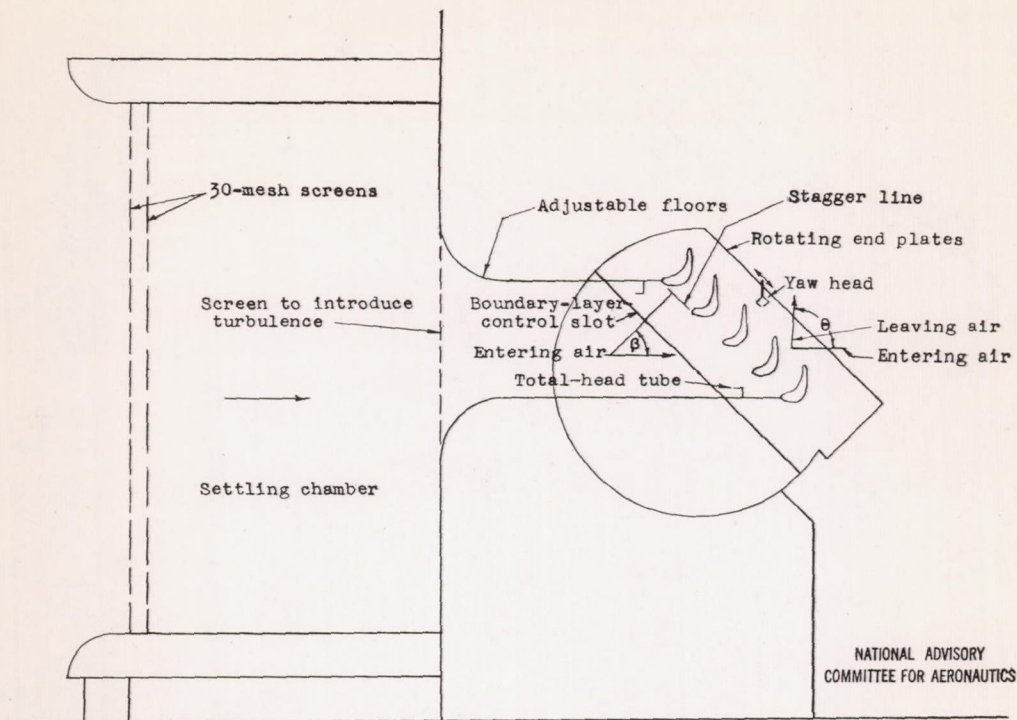 30-mesh screens
Adjustable floors
Stagger line
Rotating end plates
Yaw head
Screen to introduce
turbulence
Boundary-layer
control slot
θ
Leaving air
β
Entering air
Entering air
Total-head tube
Settling chamber
NATIONAL ADVISORY
COMMITTEE FOR AERONAUTICS